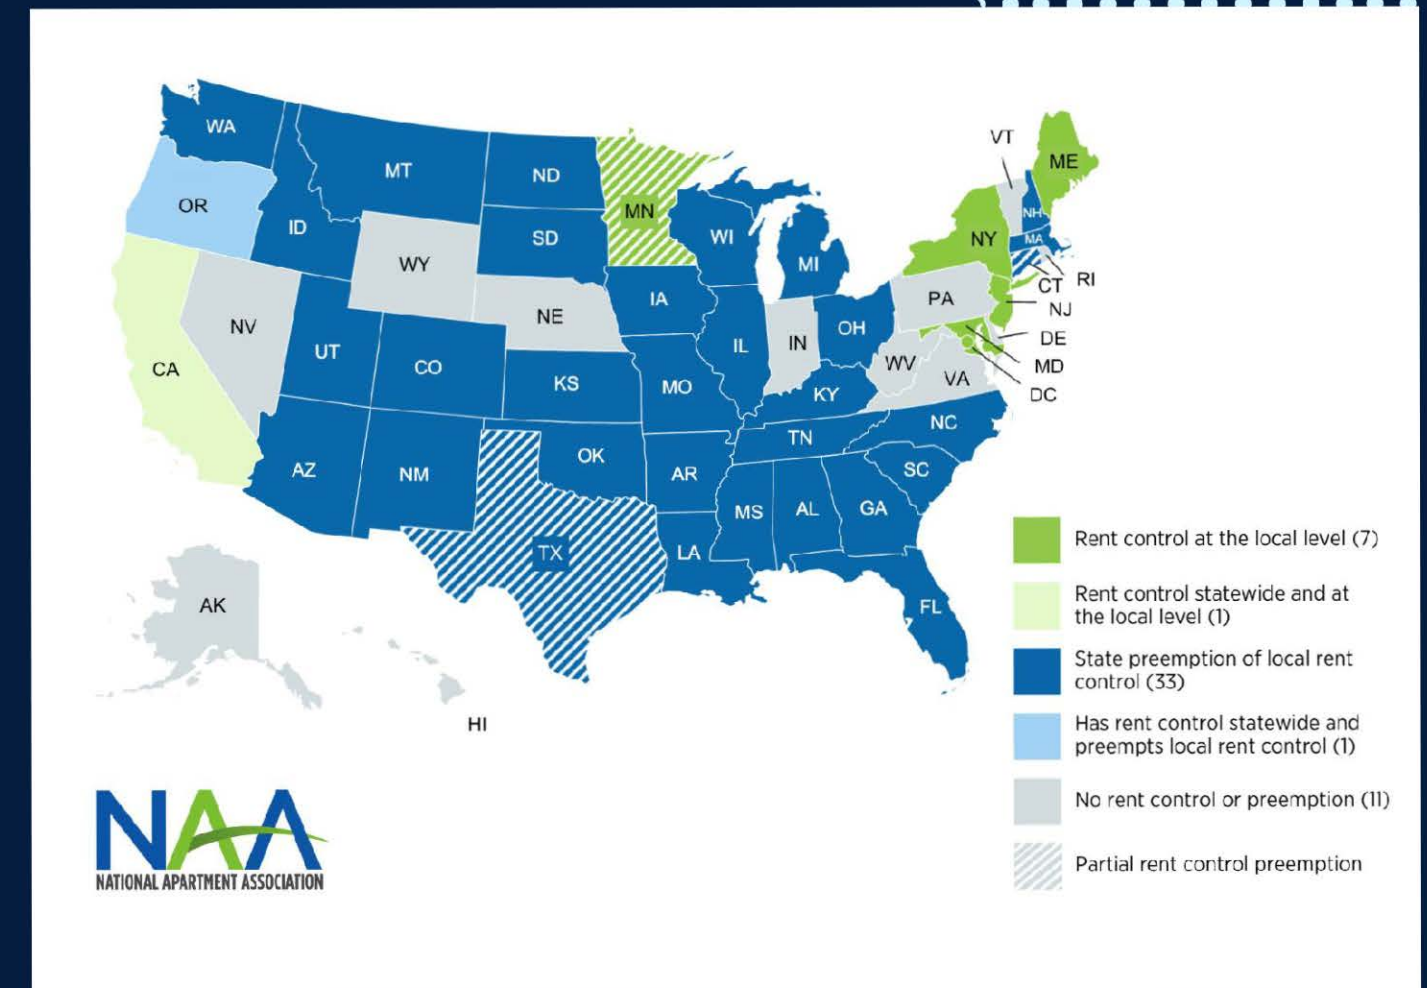 WA
MT
ND
MN
OR
ID
SD
WI
MI
VT
ME
NH
NY
MA
WY
IA
NE
PA
CT
RI
NJ
NV
UT
CO
IL
IN
OH
DE
CA
KS
MO
WV
VA
MD
KY
DC
AZ
NM
OK
TN
NC
AR
SC
MS
AL
GA
TX
LA
FL
AK
HI
Rent control at the local level (7)
Rent control statewide and at
the local level (1)
State preemption of local rent
control (33)
Has rent control statewide and
preempts local rent control (1)
No rent control or preemption (11)
Partial rent control preemption
NAA
NATIONAL APARTMENT ASSOCIATION